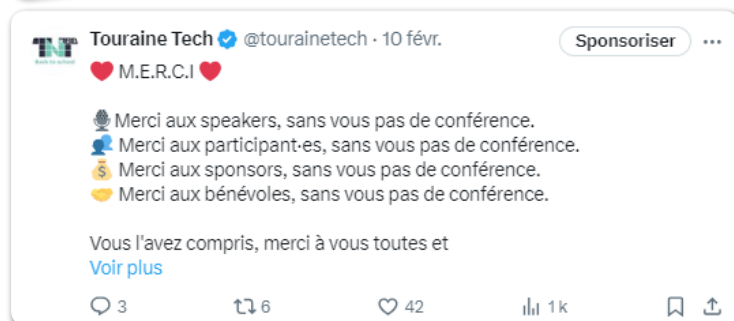 Touraine Tech @tourainetech · 10 févr.
Sponsoriser
❤️ M.E.R.C.I ❤️
🎙️ Merci aux speakers, sans vous pas de conférence.
👥 Merci aux participant·es, sans vous pas de conférence.
💰 Merci aux sponsors, sans vous pas de conférence.
🤝 Merci aux bénévoles, sans vous pas de conférence.
Vous l'avez compris, merci à vous toutes et
Voir plus
3 6 42 1 k